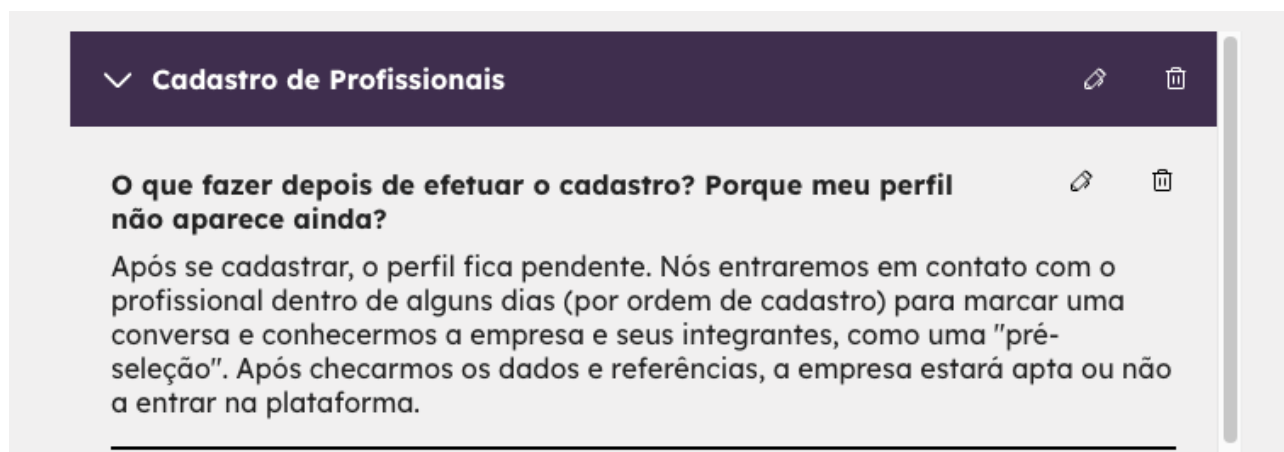 Cadastro de Profissionais
O que fazer depois de efetuar o cadastro? Porque meu perfil
não aparece ainda?
Após se cadastrar, o perfil fica pendente. Nós entraremos em contato com o
profissional dentro de alguns dias (por ordem de cadastro) para marcar uma
conversa e conhecermos a empresa e seus integrantes, como uma "pré-
seleção". Após checarmos os dados e referências, a empresa estará apta ou não
a entrar na plataforma.